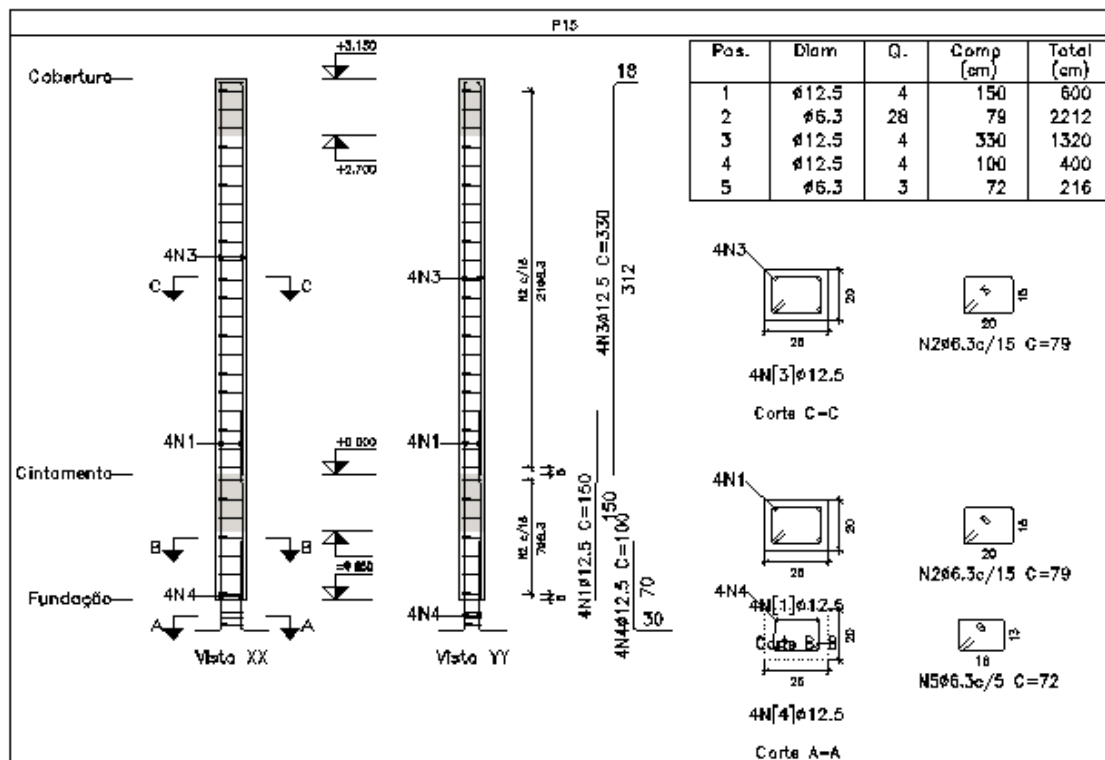 P15
Pos. Diam Q. Comp (cm) Total (cm)
1 ø12.5 4 150 600
2 ø6.3 28 79 2212
3 ø12.5 4 330 1320
4 ø12.5 4 100 400
5 ø6.3 3 72 216
Cobertura
+3.150
+2.700
18
4N3
4N3
C
C
4N3ø12.5 C=330
312
4N1
4N1
Cintamento
+0.000
B
B
Fundação
4N4
4N4
A
A
Vista XX
Vista YY
N2 c/15
21ø6.3
N2 c/15
7ø6.3
4N1ø12.5 C=150
150
4N4ø12.5 C=100
70
30
4N3
20
4N[3]ø12.5
Corte C-C
20
N2ø6.3c/15 C=79
4N1
20
4N[1]ø12.5
Corte B-B
20
N2ø6.3c/15 C=79
4N4
20
4N[4]ø12.5
Corte A-A
13
N5ø6.3c/5 C=72